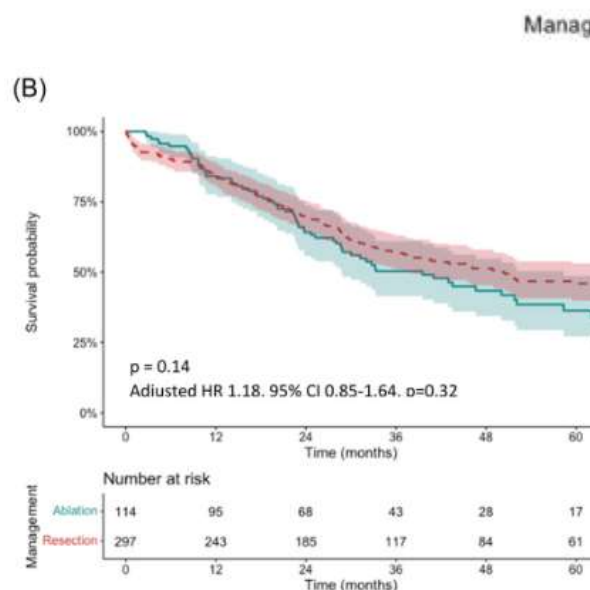 Manag
(B)
100%
75%
50%
25%
0%
Survival probability
p = 0.14
Adjusted HR 1.18, 95% CI 0.85-1.64, p=0.32
0 12 24 36 48 60
Time (months)
Number at risk
Management
Ablation 114 95 68 43 28 17
Resection 297 243 185 117 84 61
0 12 24 36 48 60
Time (months)